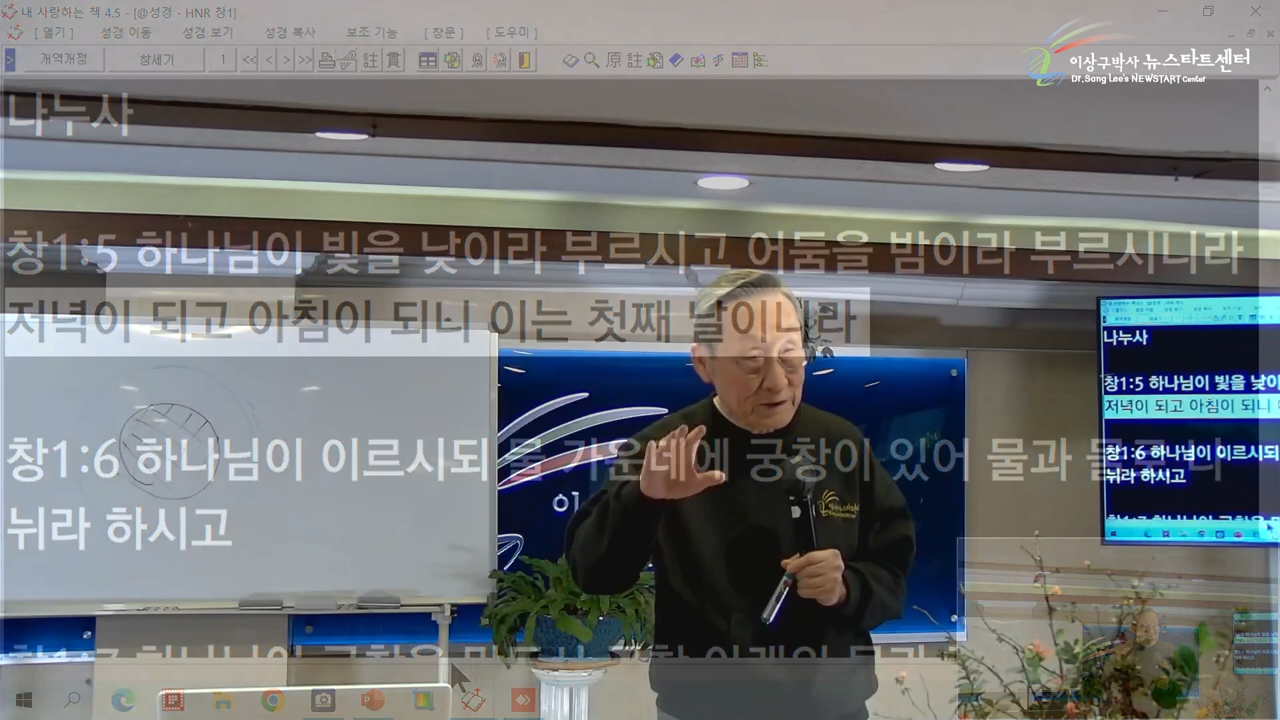 내 사랑하는 책 4.5 - [@성경 - HNR 창1]
[ 열기 ] 성경 이동 성경 보기 성경 복사 보조 기능 [ 창문 ] [ 도우미 ]
개역개정 창세기 1 << < > >> 註 貫 原 註
이상구박사 뉴스타트센터
Dr. Sang Lee's NEWSTART Center
나누사
창1:5 하나님이 빛을 낮이라 부르시고 어둠을 밤이라 부르시니라
저녁이 되고 아침이 되니 이는 첫째 날이니라
창1:6 하나님이 이르시되 물 가운데에 궁창이 있어 물과 물로 나
뉘라 하시고
이
나누사
창1:5 하나님이 빛을 낮이
저녁이 되고 아침이 되니
창1:6 하나님이 이르시되
뉘라 하시고